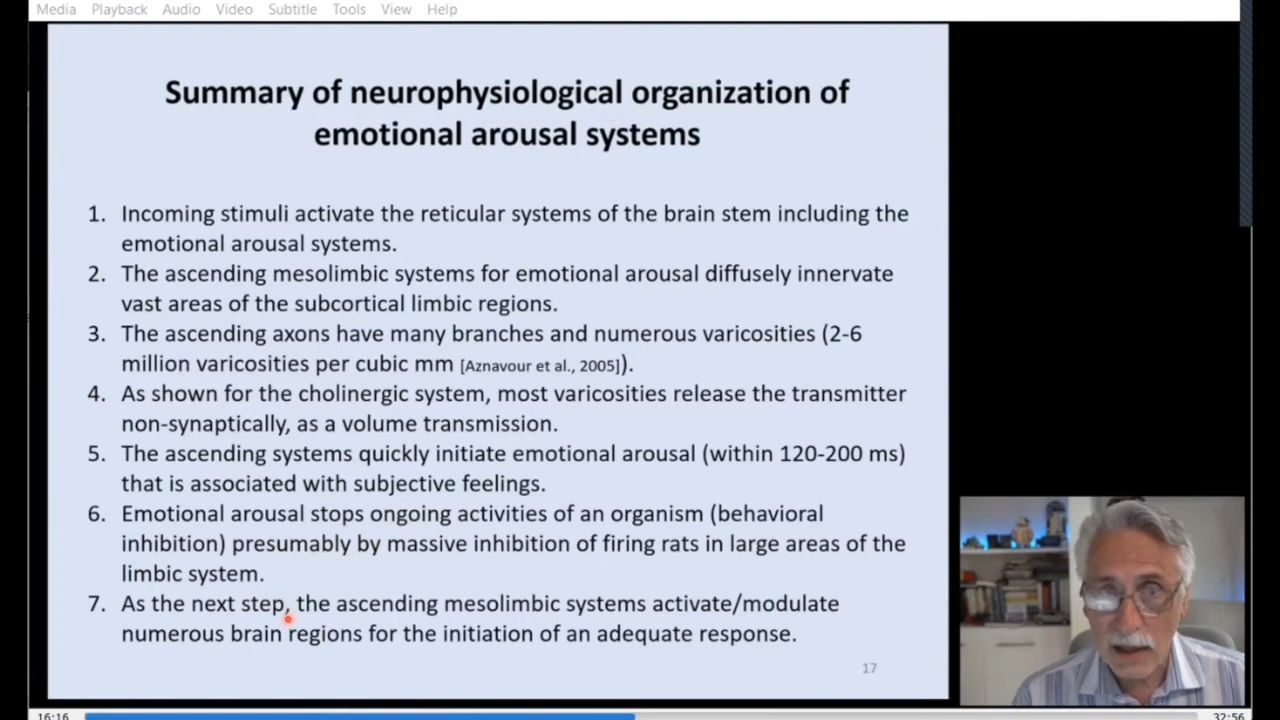 Media Playback Audio Video Subtitle Tools View Help
Summary of neurophysiological organization of
emotional arousal systems
1. Incoming stimuli activate the reticular systems of the brain stem including the
emotional arousal systems.
2. The ascending mesolimbic systems for emotional arousal diffusely innervate
vast areas of the subcortical limbic regions.
3. The ascending axons have many branches and numerous varicosities (2-6
million varicosities per cubic mm [Aznavour et al., 2005]).
4. As shown for the cholinergic system, most varicosities release the transmitter
non-synaptically, as a volume transmission.
5. The ascending systems quickly initiate emotional arousal (within 120-200 ms)
that is associated with subjective feelings.
6. Emotional arousal stops ongoing activities of an organism (behavioral
inhibition) presumably by massive inhibition of firing rats in large areas of the
limbic system.
7. As the next step, the ascending mesolimbic systems activate/modulate
numerous brain regions for the initiation of an adequate response.
17
16:16 32:56